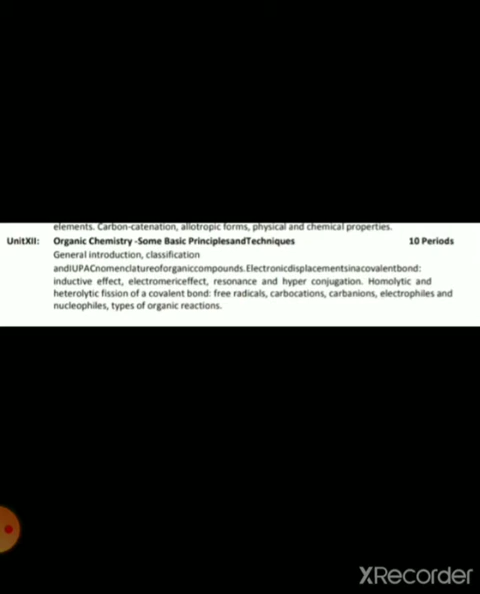 elements. Carbon-catenation, allotropic forms, physical and chemical properties.
UnitXII: Organic Chemistry -Some Basic PrinciplesandTechniques 10 Periods
General introduction, classification
andIUPACnomenclatureoforganiccompounds.Electronicdisplacementsinacovalentbond:
inductive effect, electromericeffect, resonance and hyper conjugation. Homolytic and
heterolytic fission of a covalent bond: free radicals, carbocations, carbanions, electrophiles and
nucleophiles, types of organic reactions.
XRecorder